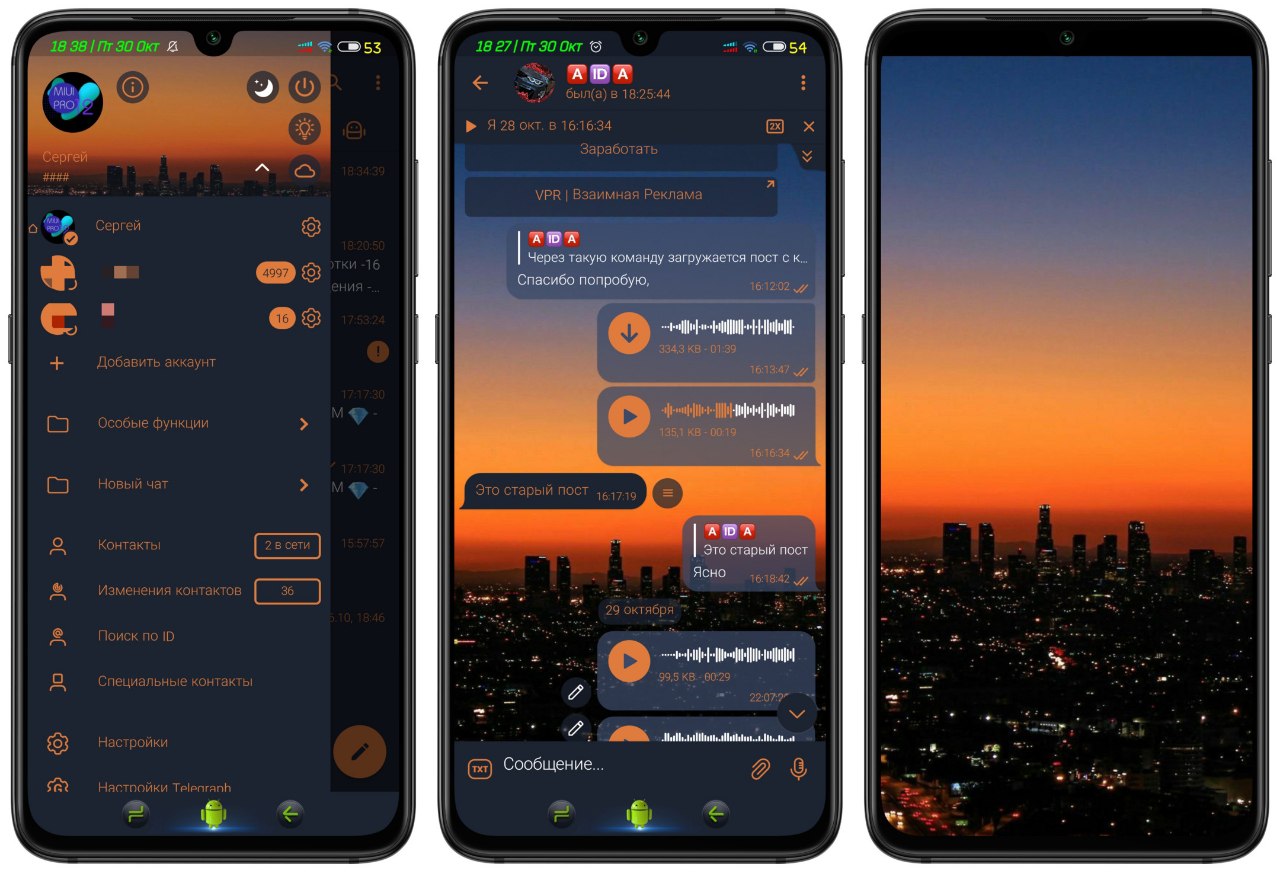 18 38 | Пт 30 Окт
53
MIUI
PRO 2
Сергей
####
18:34:39
Сергей
18:20:50
4997
отки -16
ения -...
16
17:53:24
Добавить аккаунт
17:17:30
М 💎 -
Особые функции
17:17:30
Новый чат
М 💎 -
Контакты
2 в сети
15:57:57
Изменения контактов
36
.10, 18:46
Поиск по ID
Специальные контакты
Настройки
Настройки Telegraph
18 27 | Пт 30 Окт
54
🅰️ ID 🅰️
был(а) в 18:25:44
Я 28 окт. в 16:16:34
2X
Заработать
VPR | Взаимная Реклама
🅰️ ID 🅰️
Через такую команду загружается пост с к...
Спасибо попробую,
16:12:02
334,3 KB - 01:39
16:13:47
135,1 KB - 00:19
16:16:34
Это старый пост
16:17:19
🅰️ ID 🅰️
Это старый пост
Ясно
16:18:42
29 октября
99,5 KB - 00:29
22:07:2
TXT
Сообщение...